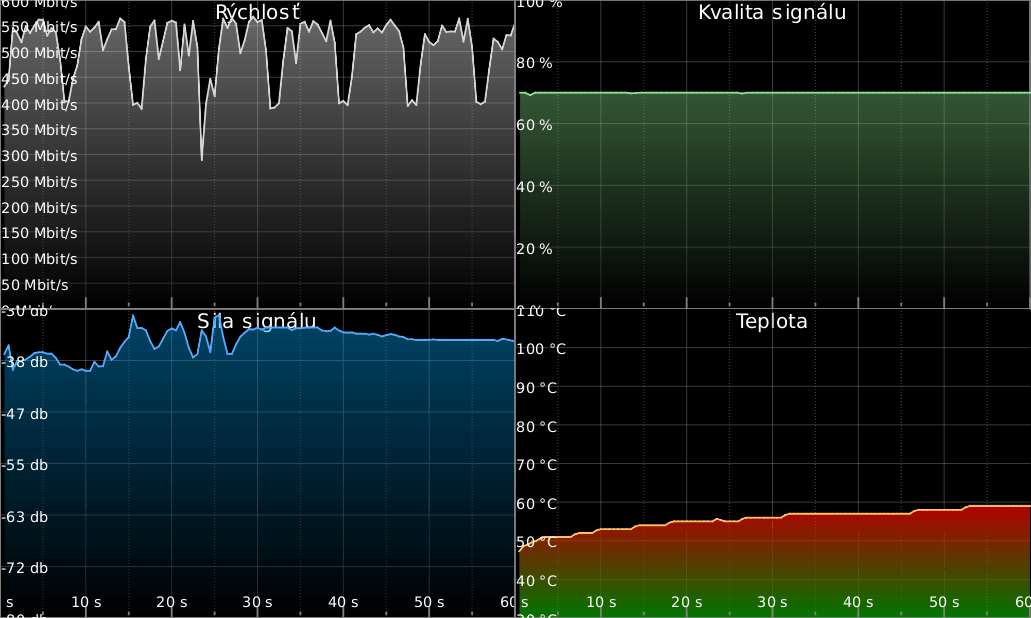 Rýchlosť
600 Mbit/s
550 Mbit/s
500 Mbit/s
450 Mbit/s
400 Mbit/s
350 Mbit/s
300 Mbit/s
250 Mbit/s
200 Mbit/s
150 Mbit/s
100 Mbit/s
50 Mbit/s
Kvalita signálu
100 %
80 %
60 %
40 %
20 %
Sila signálu
-30 db
-38 db
-47 db
-55 db
-63 db
-72 db
-80 db
s 10 s 20 s 30 s 40 s 50 s 60
Teplota
110 °C
100 °C
90 °C
80 °C
70 °C
60 °C
50 °C
40 °C
30 °C
s 10 s 20 s 30 s 40 s 50 s 60